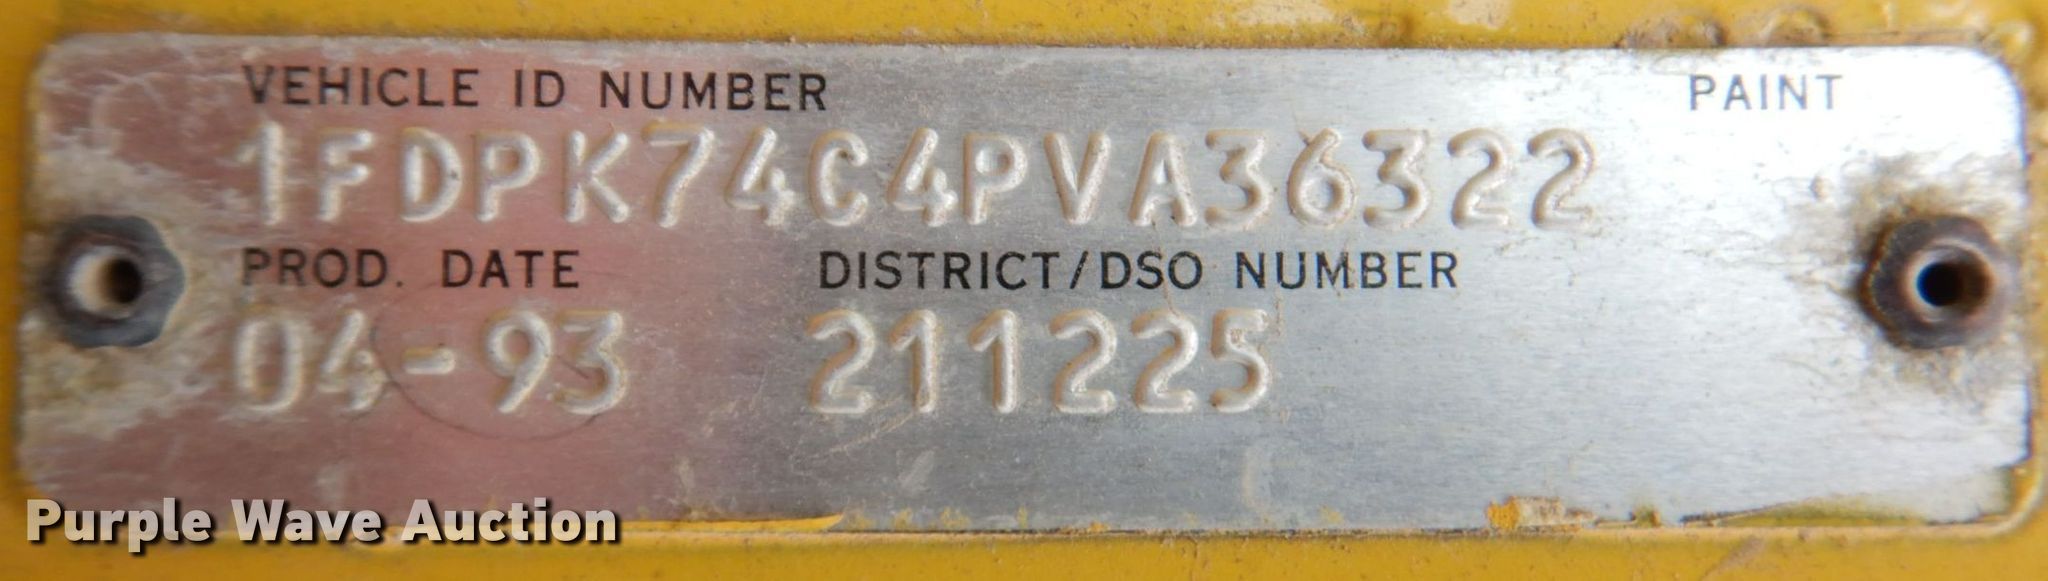 VEHICLE ID NUMBER PAINT
1FDPK74C4PVA36322
PROD. DATE DISTRICT/DSO NUMBER
04-93 211225
Purple Wave Auction